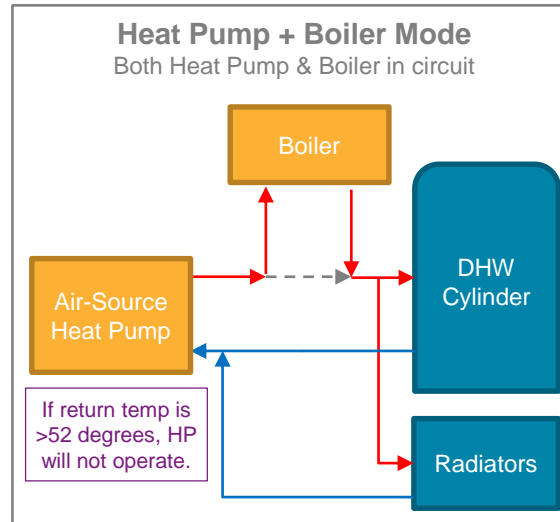 Heat Pump + Boiler Mode
Both Heat Pump & Boiler in circuit
Boiler
DHW
Cylinder
Air-Source
Heat Pump
If return temp is
>52 degrees, HP
will not operate.
Radiators